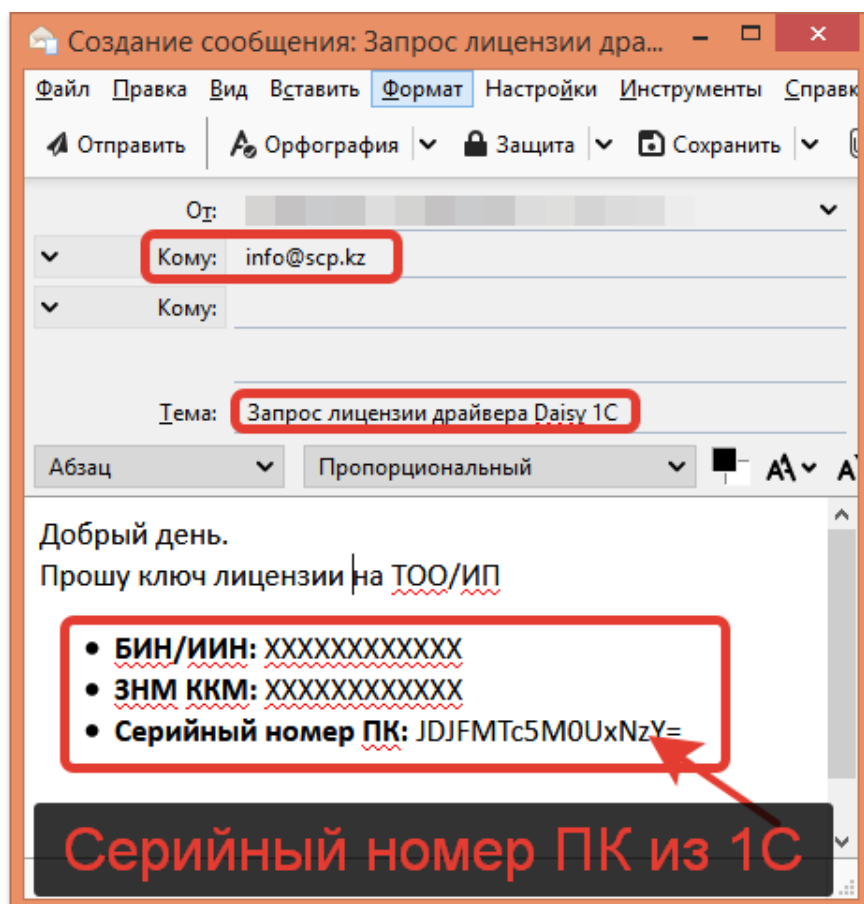 Создание сообщения: Запрос лицензии дра...
Файл Правка Вид Вставить Формат Настройки Инструменты Справк
Отправить Орфография Защита Сохранить
От:
Кому: info@scp.kz
Кому:
Тема: Запрос лицензии драйвера Daisy 1C
Абзац Пропорциональный
Добрый день.
Прошу ключ лицензии на ТОО/ИП
• БИН/ИИН: XXXXXXXXXXXX
• ЗНМ ККМ: XXXXXXXXXXXX
• Серийный номер ПК: JDJFMTc5M0UxNzY=
Серийный номер ПК из 1С